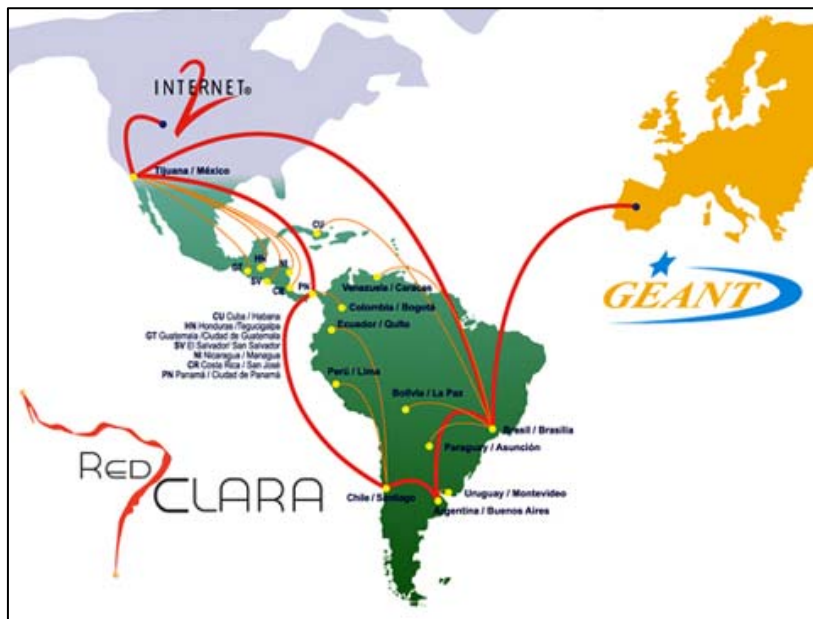 INTERNET®
2
Tijuana / México
CU
HN
GT
NI
SV
CR
PN
Venezuela / Caracas
Colombia / Bogotá
Ecuador / Quito
CU Cuba / Habana
HN Honduras /Tegucigalpa
GT Guatemala /Ciudad de Guatemala
SV El Salvador/ San Salvador
NI Nicaragua / Managua
CR Costa Rica / San José
PN Panamá / Ciudad de Panamá
GEANT
Perú / Lima
Bolivia / La Paz
Brasil / Brasilia
Paraguay / Asunción
RED
CLARA
Chile / Santiago
Uruguay / Montevideo
Argentina / Buenos Aires